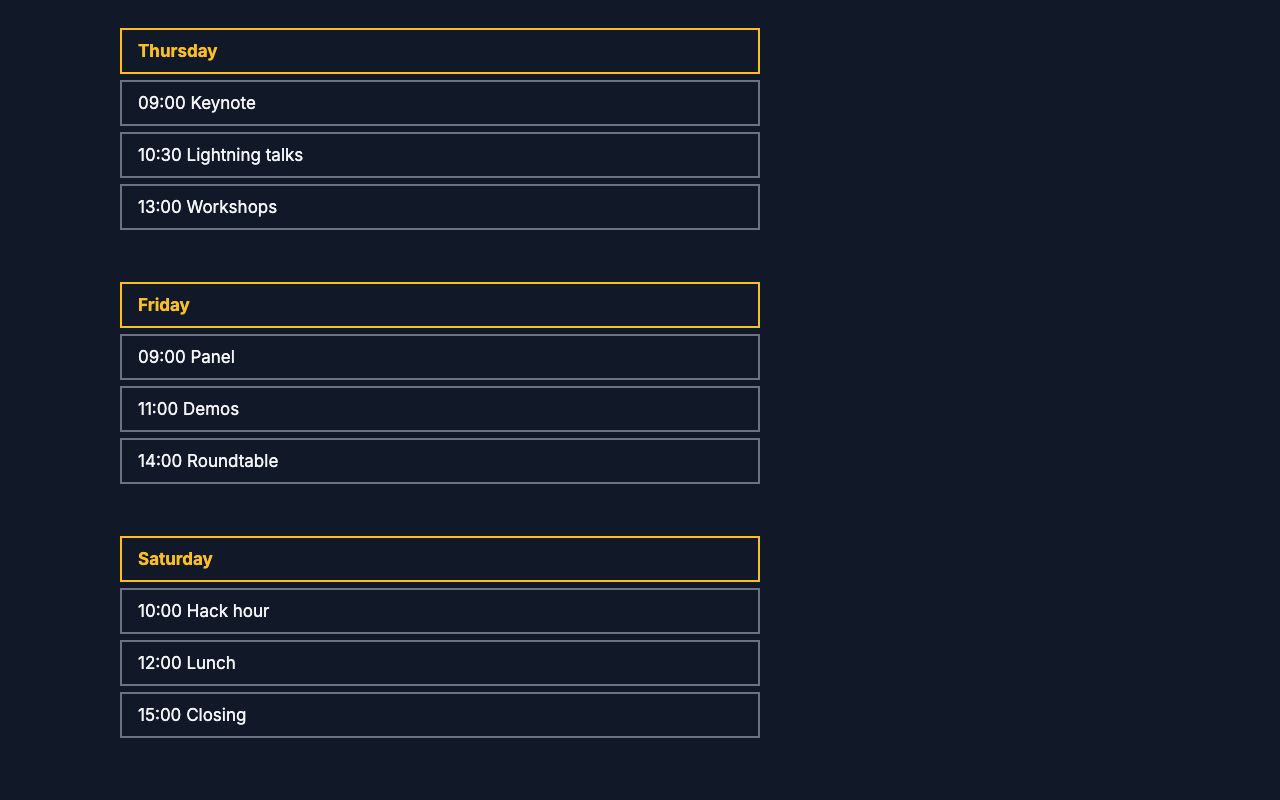 Thursday
09:00 Keynote
10:30 Lightning talks
13:00 Workshops
Friday
09:00 Panel
11:00 Demos
14:00 Roundtable
Saturday
10:00 Hack hour
12:00 Lunch
15:00 Closing